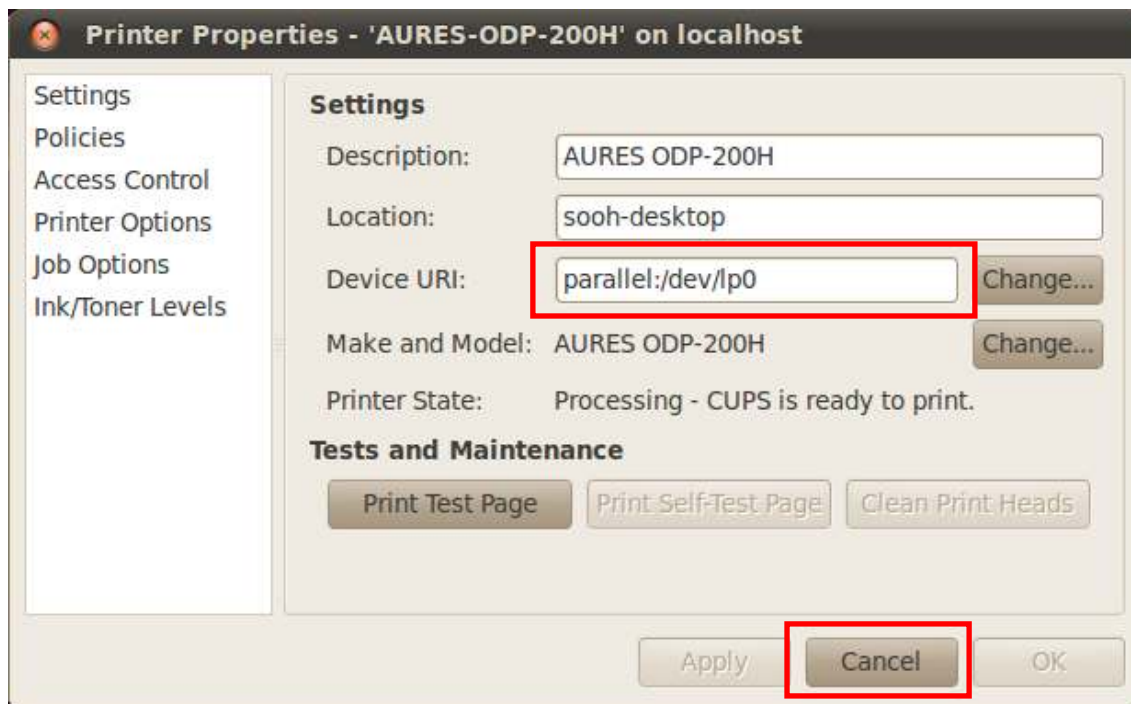 Printer Properties - 'AURES-ODP-200H' on localhost
Settings
Policies
Access Control
Printer Options
Job Options
Ink/Toner Levels
Settings
Description: AURES ODP-200H
Location: sooh-desktop
Device URI: parallel:/dev/lp0 Change...
Make and Model: AURES ODP-200H Change...
Printer State: Processing - CUPS is ready to print.
Tests and Maintenance
Print Test Page Print Self-Test Page Clean Print Heads
Apply Cancel OK